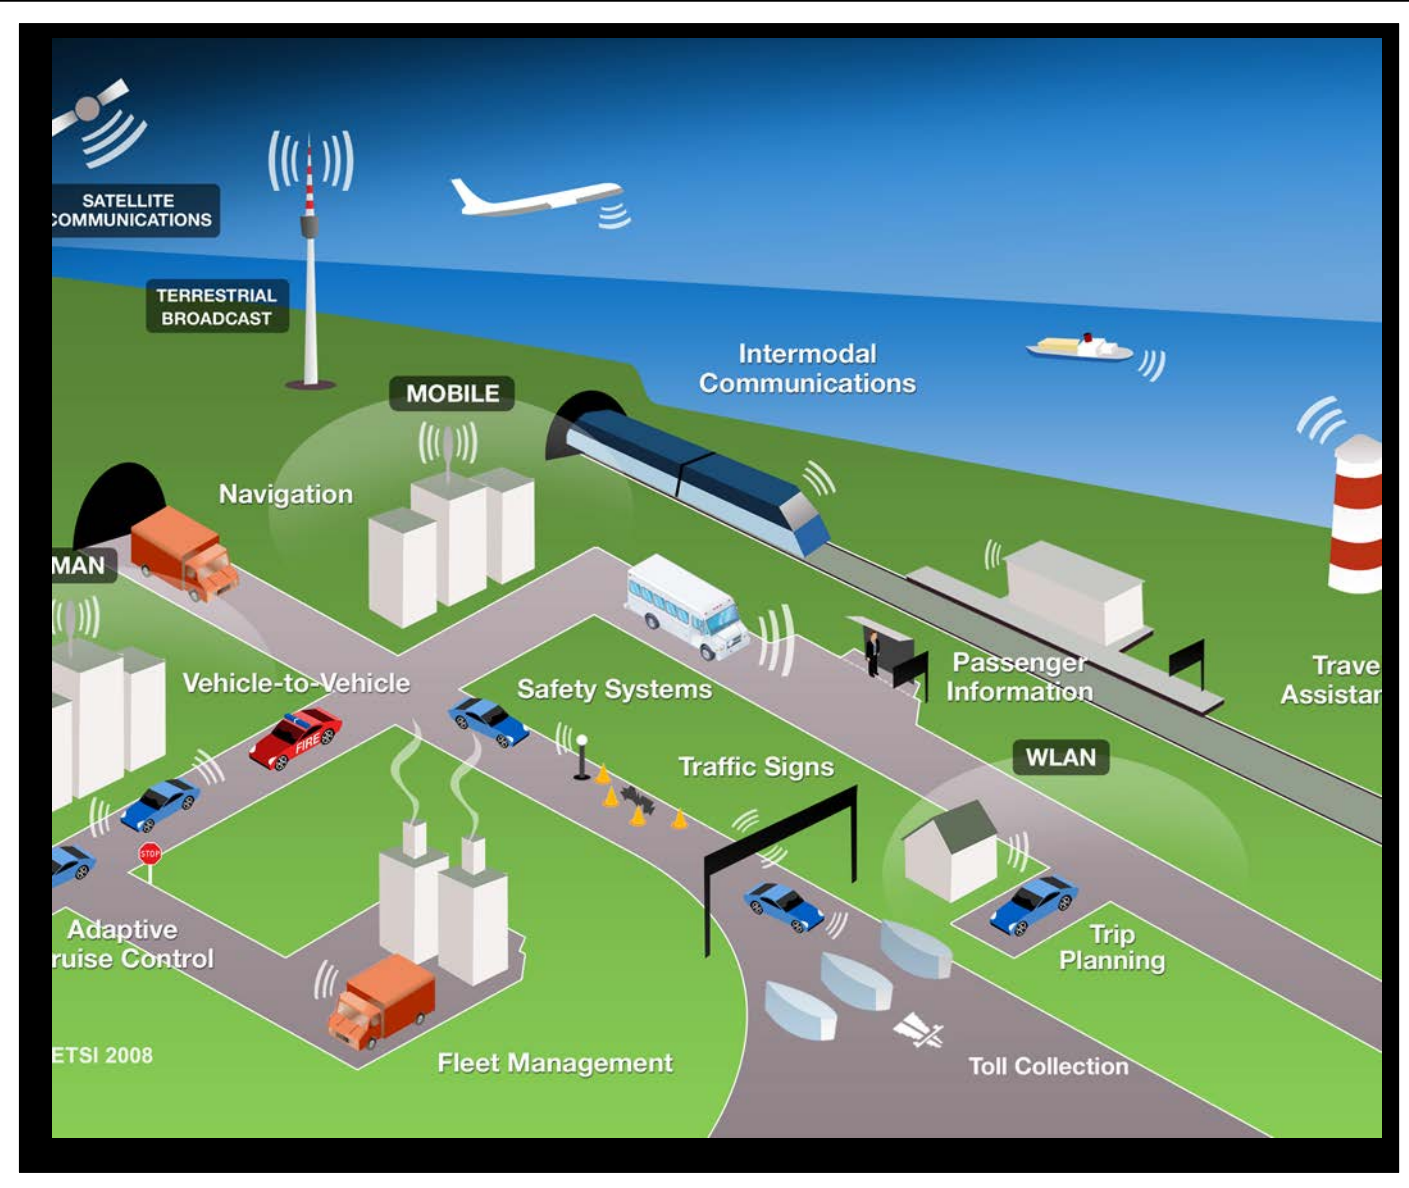 SATELLITE
COMMUNICATIONS
TERRESTRIAL
BROADCAST
Intermodal
Communications
MOBILE
Navigation
MAN
Vehicle-to-Vehicle
Safety Systems
Passenger
Information
Trave
Assistan
FIRE
Traffic Signs
WLAN
STOP
Adaptive
ruise Control
Trip
Planning
ETSI 2008
Fleet Management
Toll Collection